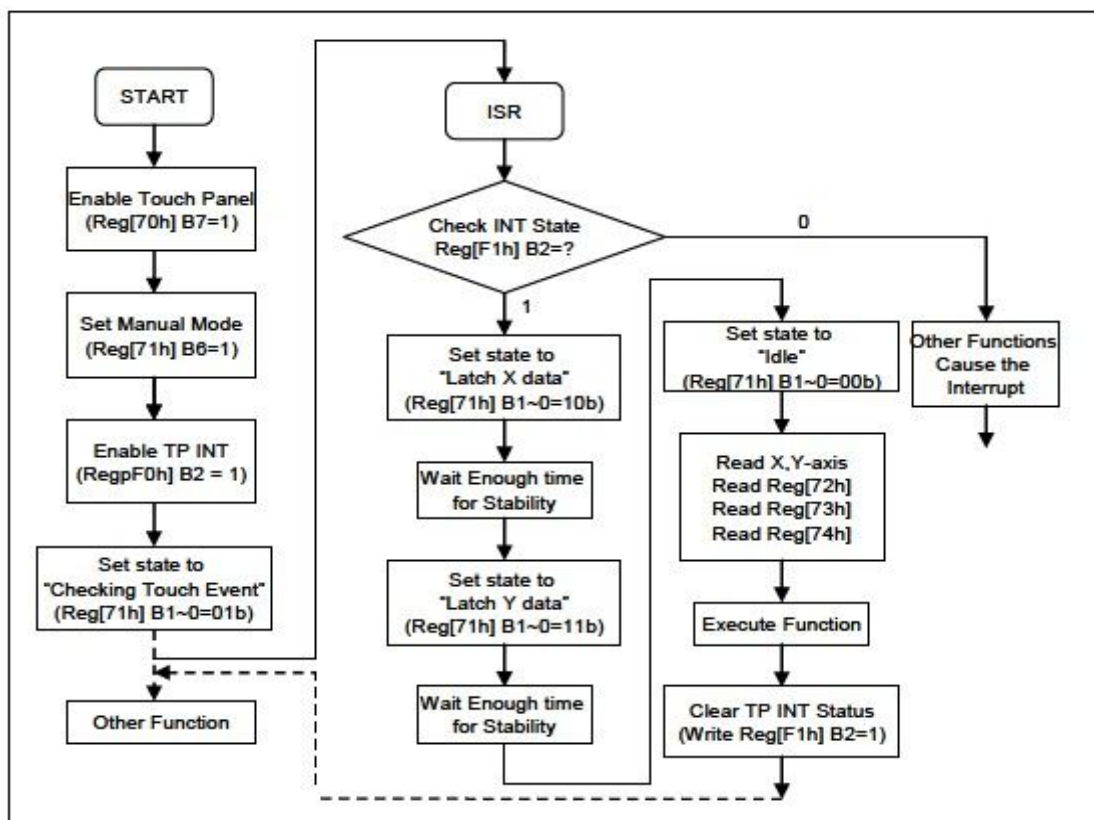 START
Enable Touch Panel
(Reg[70h] B7=1)
Set Manual Mode
(Reg[71h] B6=1)
Enable TP INT
(RegpF0h] B2 = 1)
Set state to
"Checking Touch Event"
(Reg[71h] B1~0=01b)
Other Function
ISR
Check INT State
Reg[F1h] B2=?
0
1
Set state to
"Latch X data"
(Reg[71h] B1~0=10b)
Wait Enough time
for Stability
Set state to
"Latch Y data"
(Reg[71h] B1~0=11b)
Wait Enough time
for Stability
Set state to
"Idle"
(Reg[71h] B1~0=00b)
Read X,Y-axis
Read Reg[72h]
Read Reg[73h]
Read Reg[74h]
Execute Function
Clear TP INT Status
(Write Reg[F1h] B2=1)
Other Functions
Cause the
Interrupt